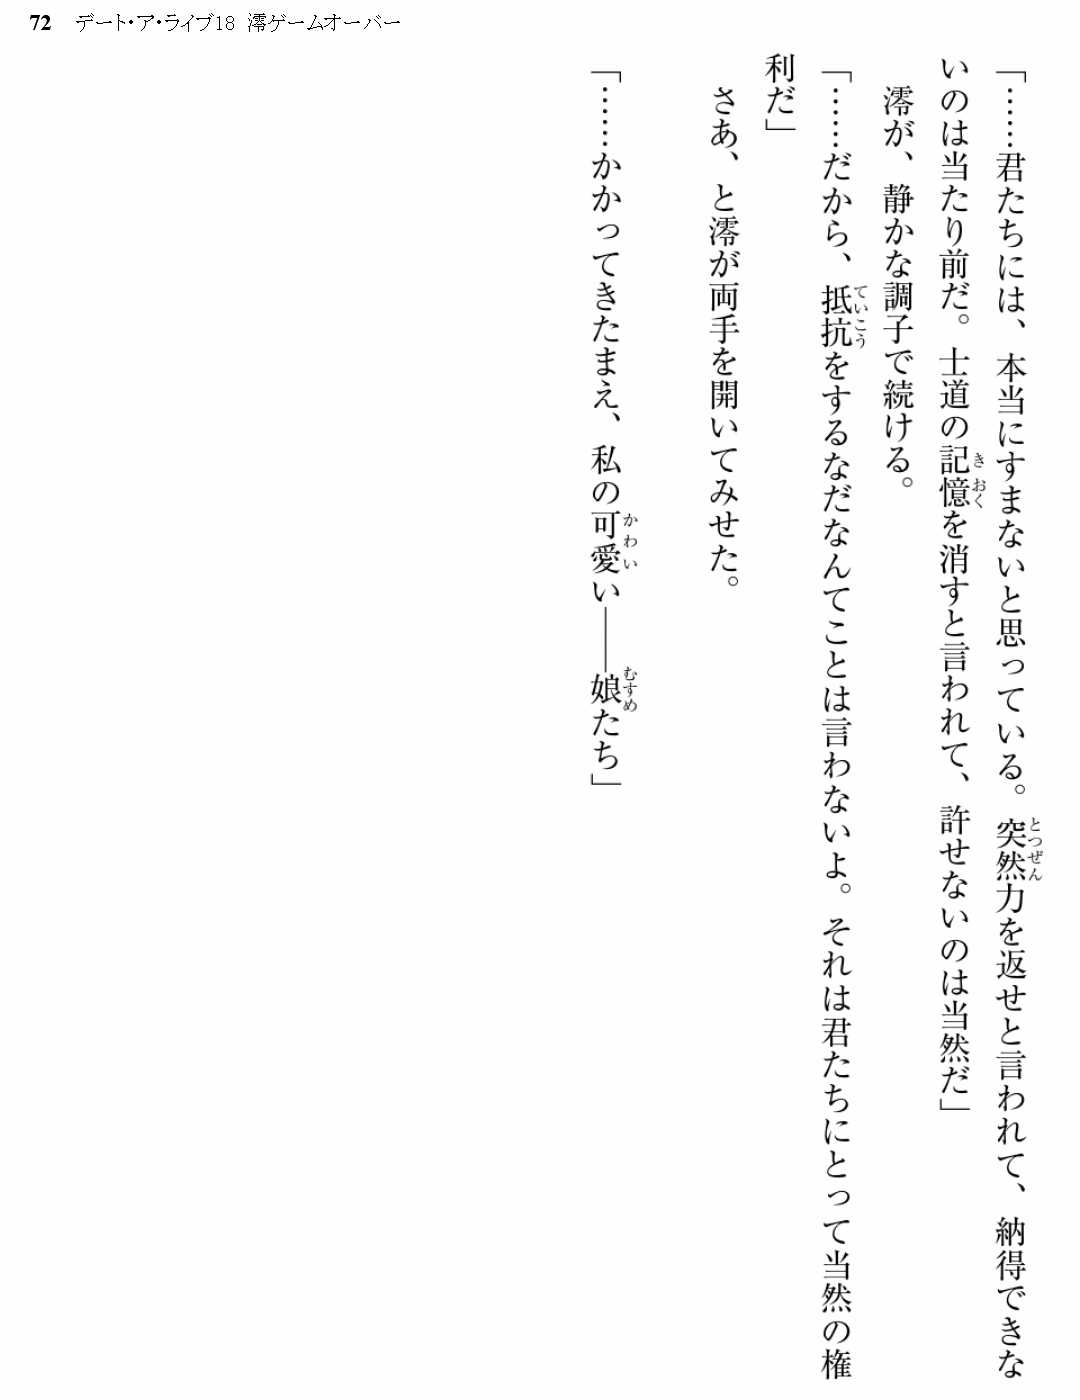 72 デート・ア・ライブ18 澪ゲームオーバー
「……君たちには、本当にすまないと思っている。突然力を返せと言われて、納得できな
いのは当たり前だ。士道の記憶を消すと言われて、許せないのは当然だ」
澪が、静かな調子で続ける。
「……だから、抵抗をするなだなんてことは言わないよ。それは君たちにとって当然の権
利だ」
さあ、と澪が両手を開いてみせた。
「……かかってきたまえ、私の可愛い――娘たち」